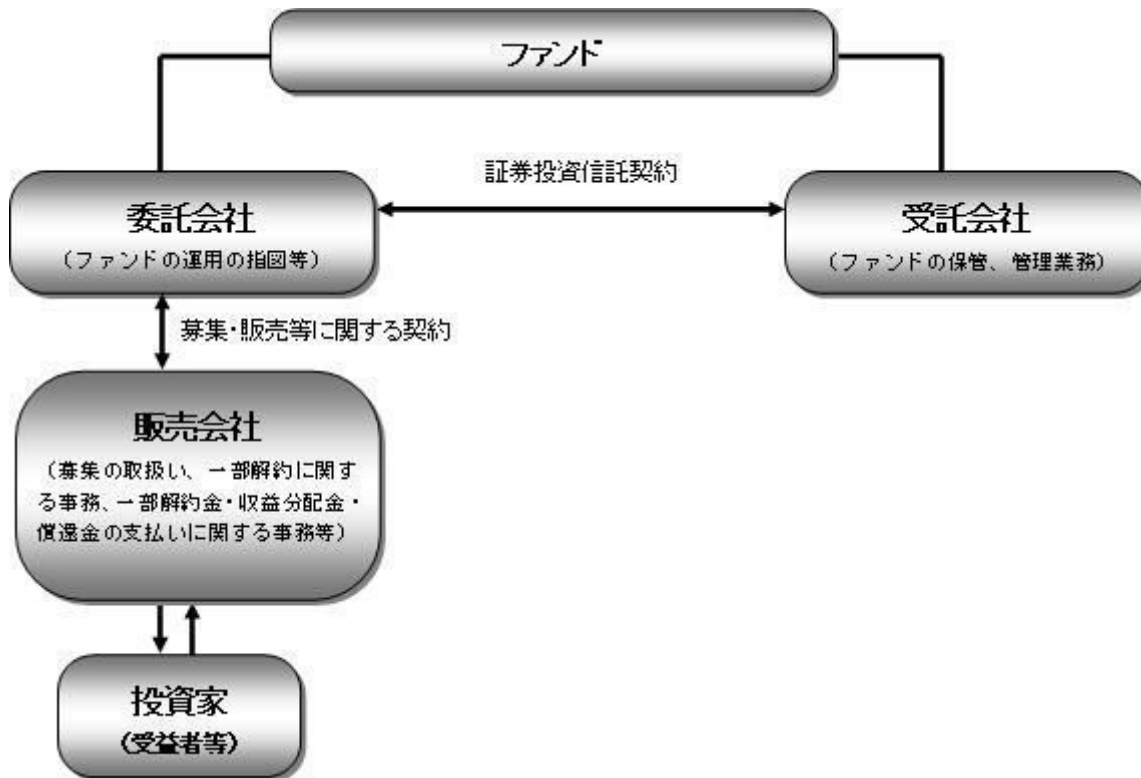 ファンド
証券投資信託契約
委託会社
（ファンドの運用の指図等）
受託会社
（ファンドの保管、管理業務）
募集・販売等に関する契約
販売会社
（募集の取扱い、一部解約に関す
る事務、一部解約金・収益分配金・
償還金の支払いに関する事務等）
投資家
（受益者等）